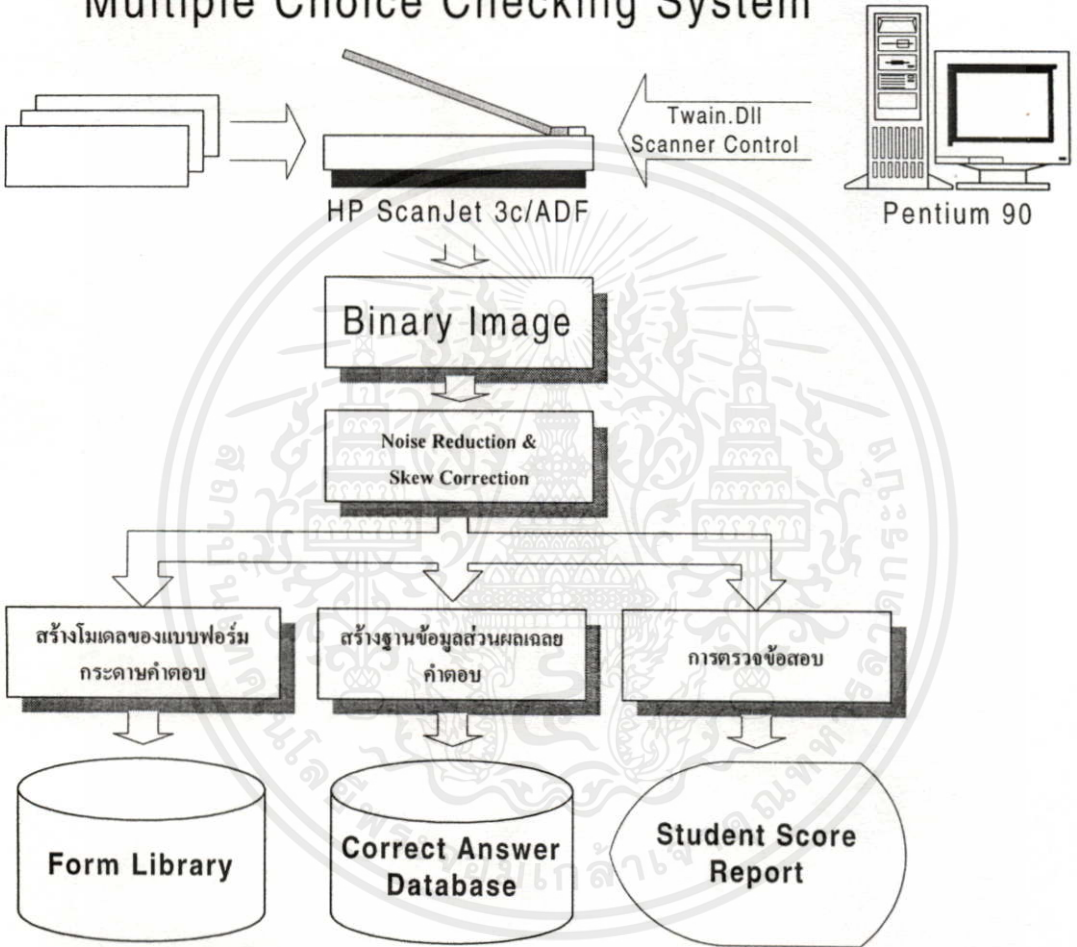 Multiple Choice Checking System
Twain.Dll
Scanner Control
HP ScanJet 3c/ADF
Pentium 90
Binary Image
Noise Reduction &
Skew Correction
สร้างโมเดลของแบบฟอร์ม
กระดาษคำตอบ
สร้างฐานข้อมูลส่วนผลเฉลย
คำตอบ
การตรวจข้อสอบ
Form Library
Correct Answer
Database
Student Score
Report